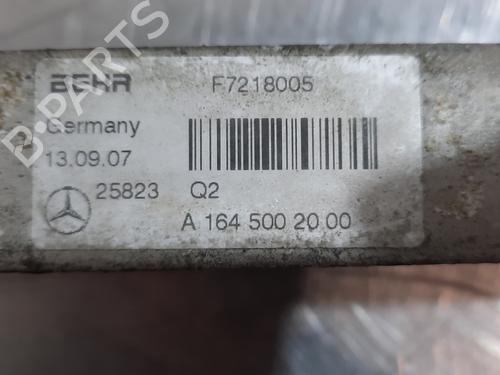 BEHR F7218005
Germany
13.09.07
25823 Q2
A 164 500 20 00
B-PARTS